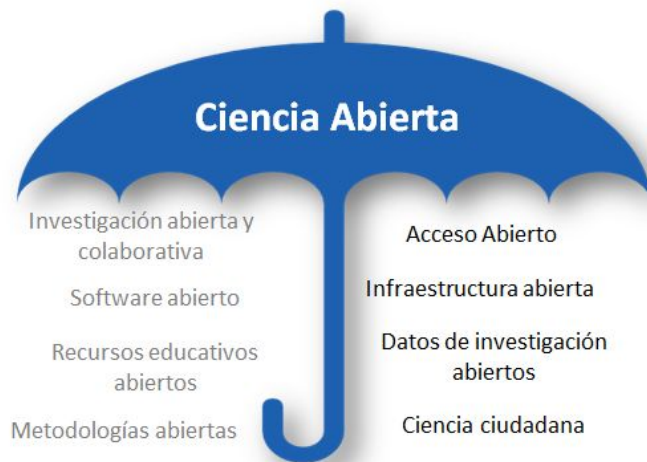 Ciencia Abierta
Investigación abierta y
colaborativa
Software abierto
Recursos educativos
abiertos
Metodologías abiertas
Acceso Abierto
Infraestructura abierta
Datos de investigación
abiertos
Ciencia ciudadana